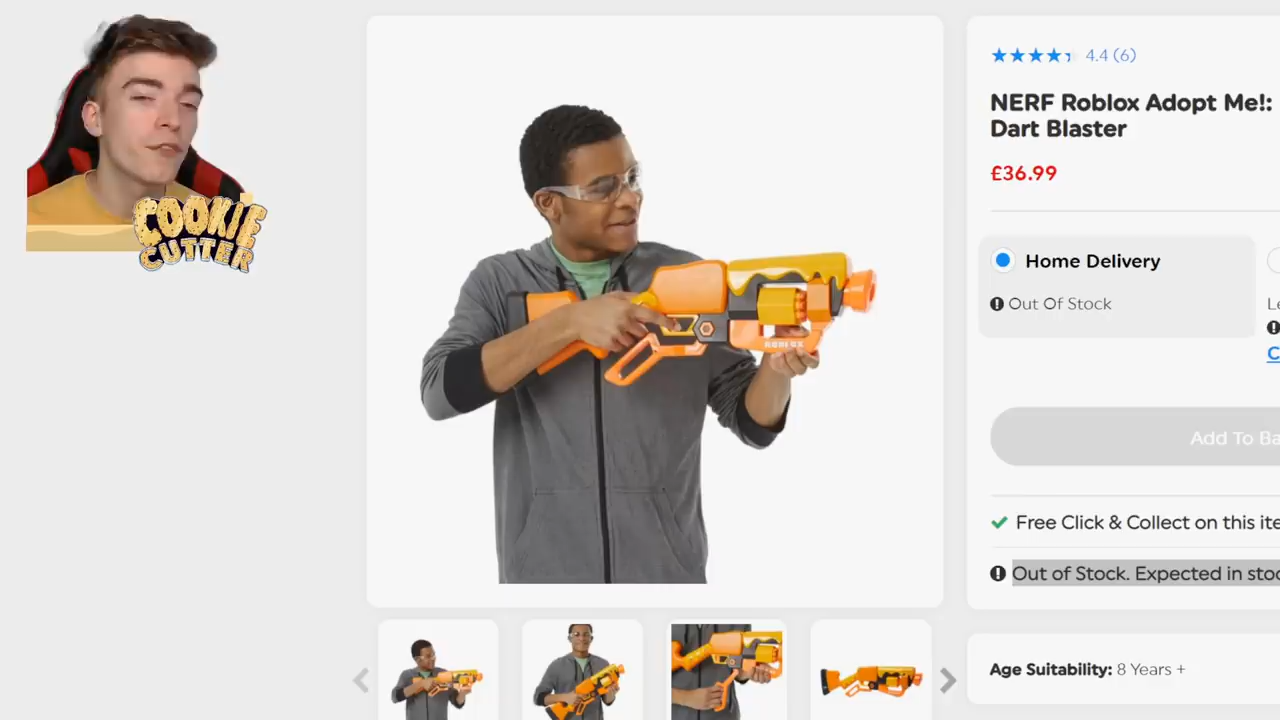 COOKIE
CUTTER
4.4 (6)
NERF Roblox Adopt Me!:
Dart Blaster
£36.99
Home Delivery
Out Of Stock
Add To Ba
Free Click & Collect on this ite
Out of Stock. Expected in stoc
Age Suitability: 8 Years +
ROBLOX